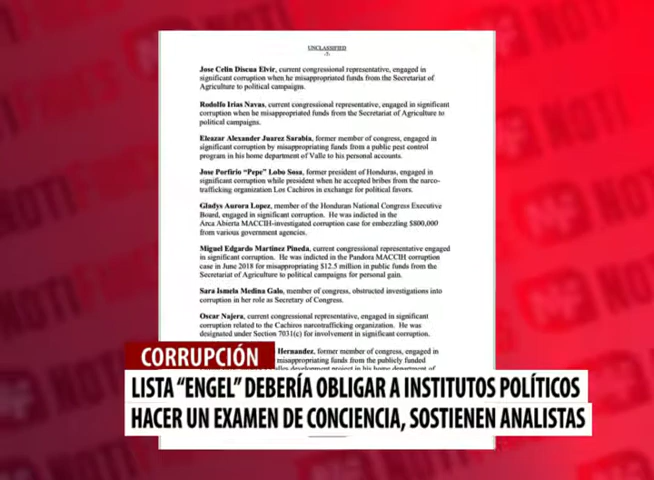 UNCLASSIFIED
Jose Celin Discua Elvir, current congressional representative, engaged in
significant corruption when he misappropriated funds from the Secretariat of
Agriculture to political campaigns.
Rodolfo Irias Navas, current congressional representative, engaged in significant
corruption when he misappropriated funds from the Secretariat of Agriculture to
political campaigns.
Eleazar Alexander Juarez Sarabia, former member of congress, engaged in
significant corruption by misappropriating funds from a public pest control
program in his home department of Valle to his personal accounts.
Jose Porfirio “Pepe” Lobo Sosa, former president of Honduras, engaged in
significant corruption while president when he accepted bribes from the narco-
trafficking organization Los Cachiros in exchange for political favors.
Gladys Aurora Lopez, member of the Honduran National Congress Executive
Board, engaged in significant corruption. He was indicted in the
Arca Abierta MACCIH-investigated corruption case for embezzling $800,000
from various government agencies.
Miguel Edgardo Martinez Pineda, current congressional representative engaged
in significant corruption. He was indicted in the Pandora MACCIH corruption
case in June 2018 for misappropriating $12.5 million in public funds from the
Secretariat of Agriculture to political campaigns for personal gain.
Sara Ismela Medina Galo, member of congress, obstructed investigations into
corruption in her role as Secretary of Congress.
Oscar Najera, current congressional representative, engaged in significant
corruption related to the Cachiros narcotrafficking organization. He was
designated under Section 7031(c) for involvement in significant corruption.
Hernandez, former member of congress, engaged in
misappropriating funds from the publicly funded
development project in his home department of
CORRUPCIÓN
LISTA “ENGEL” DEBERÍA OBLIGAR A INSTITUTOS POLÍTICOS
HACER UN EXAMEN DE CONCIENCIA, SOSTIENEN ANALISTAS